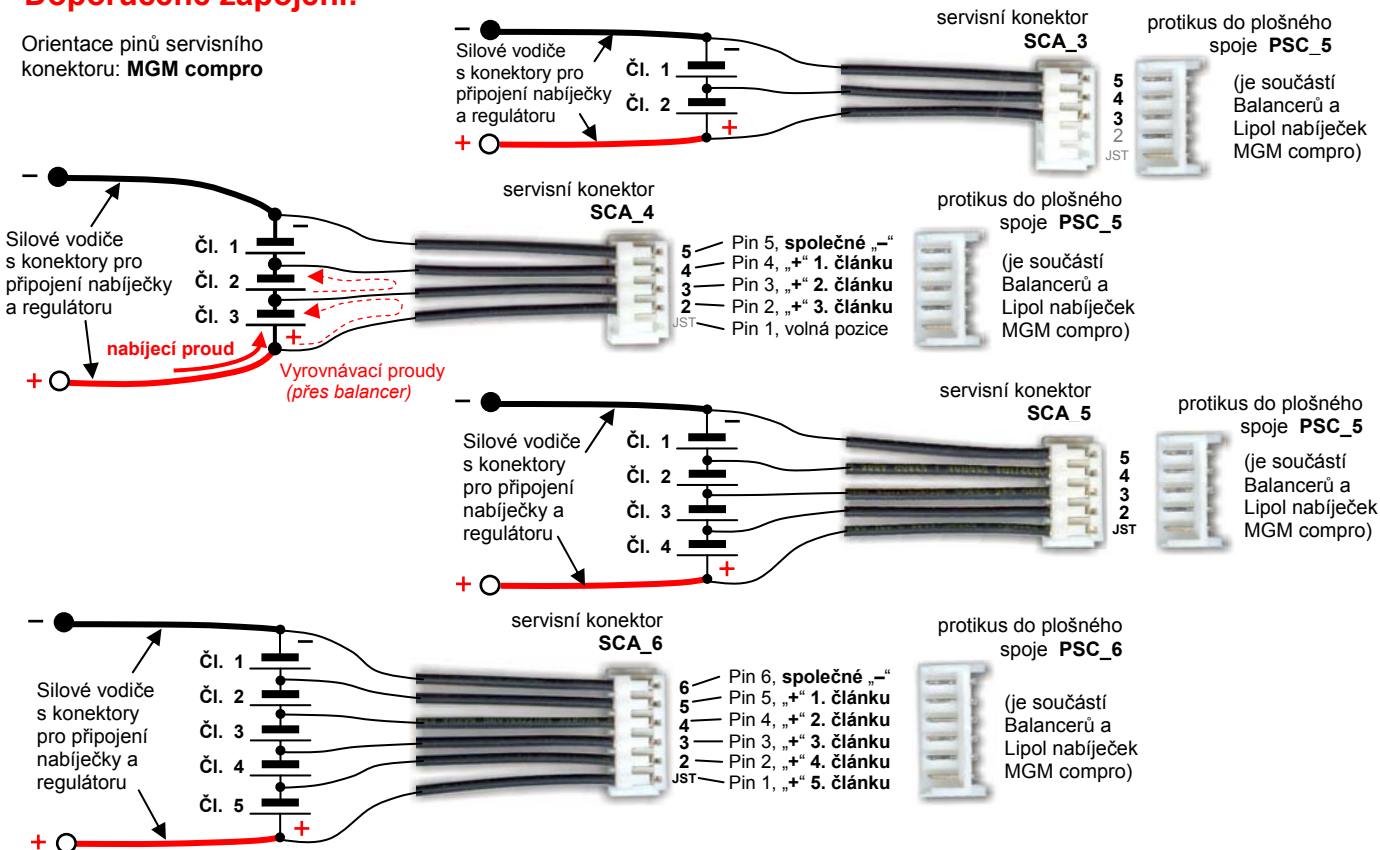 Doporučené zapojení:
Orientace pinů servisního
konektoru: MGM compro
–
Silové vodiče
s konektory pro
připojení nabíječky
a regulátoru
+
–
Čl. 1
Čl. 2
+
servisní konektor
SCA_3
5
4
3
2
JST
protikus do plošného
spoje PSC_5
(je součástí
Balancerů a
Lipol nabíječek
MGM compro)
–
Silové vodiče
s konektory pro
připojení nabíječky
a regulátoru
+
–
Čl. 1
Čl. 2
Čl. 3
+
nabíjecí proud
Vyrovnávací proudy
(přes balancer)
servisní konektor
SCA_4
5 Pin 5, společné „–“
4 Pin 4, „+“ 1. článku
3 Pin 3, „+“ 2. článku
2 Pin 2, „+“ 3. článku
JST Pin 1, volná pozice
protikus do plošného
spoje PSC_5
(je součástí
Balancerů a
Lipol nabíječek
MGM compro)
–
Silové vodiče
s konektory
pro připojení
nabíječky a
regulátoru
+
–
Čl. 1
Čl. 2
Čl. 3
Čl. 4
+
servisní konektor
SCA_5
5
4
3
2
JST
protikus do plošného
spoje PSC_5
(je součástí
Balancerů a
Lipol nabíječek
MGM compro)
–
Silové vodiče
s konektory
pro připojení
nabíječky a
regulátoru
+
–
Čl. 1
Čl. 2
Čl. 3
Čl. 4
Čl. 5
+
servisní konektor
SCA_6
6 Pin 6, společné „–“
5 Pin 5, „+“ 1. článku
4 Pin 4, „+“ 2. článku
3 Pin 3, „+“ 3. článku
2 Pin 2, „+“ 4. článku
JST Pin 1, „+“ 5. článku
protikus do plošného
spoje PSC_6
(je součástí
Balancerů a
Lipol nabíječek
MGM compro)